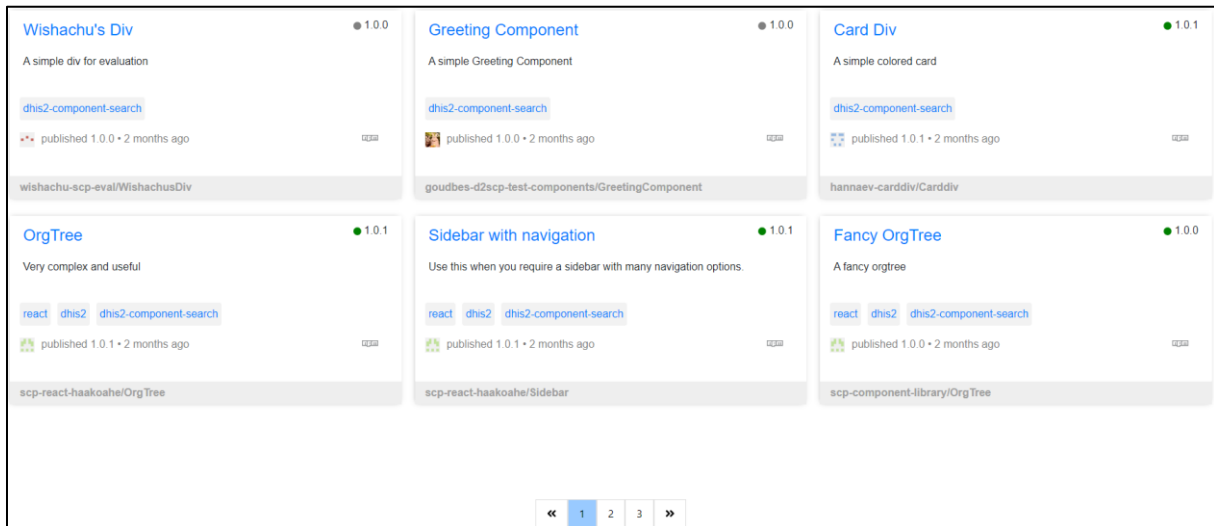 Wishachu's Div
1.0.0
A simple div for evaluation
dhis2-component-search
published 1.0.0 • 2 months ago
wishachu-scp-eval/WishachusDiv
Greeting Component
1.0.0
A simple Greeting Component
dhis2-component-search
published 1.0.0 • 2 months ago
goudbes-d2scp-test-components/GreetingComponent
Card Div
1.0.1
A simple colored card
dhis2-component-search
published 1.0.1 • 2 months ago
hannaev-carddiv/Carddiv
OrgTree
1.0.1
Very complex and useful
react dhis2 dhis2-component-search
published 1.0.1 • 2 months ago
scp-react-haakoahe/OrgTree
Sidebar with navigation
1.0.1
Use this when you require a sidebar with many navigation options.
react dhis2 dhis2-component-search
published 1.0.1 • 2 months ago
scp-react-haakoahe/Sidebar
Fancy OrgTree
1.0.0
A fancy orgtree
react dhis2 dhis2-component-search
published 1.0.0 • 2 months ago
scp-component-library/OrgTree
« 1 2 3 »